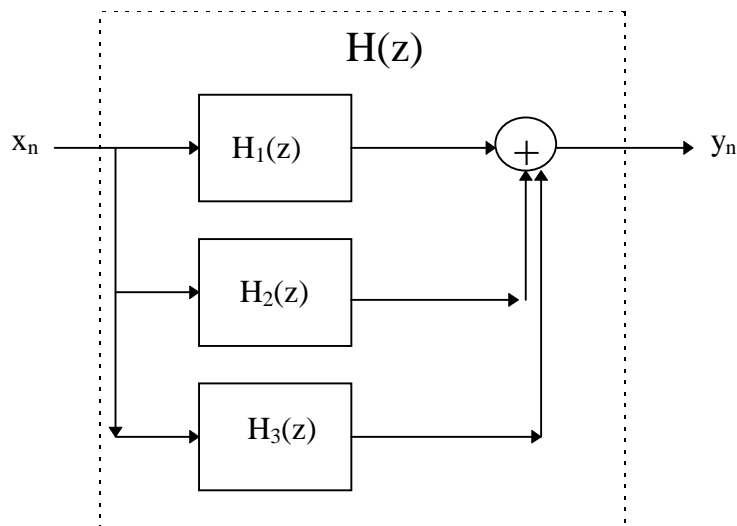 H(z)
xₙ
H₁(z)
+
yₙ
H₂(z)
H₃(z)